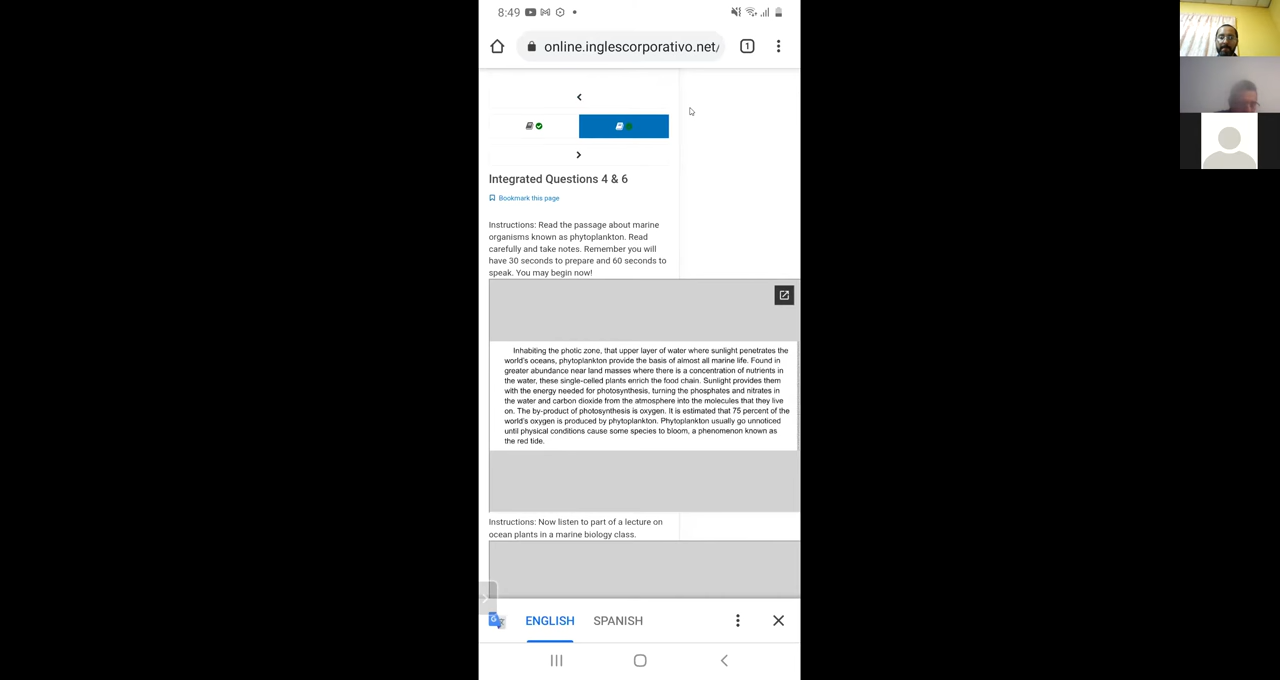 8:49
online.inglescorporativo.net/
1
Integrated Questions 4 & 6
Bookmark this page
Instructions: Read the passage about marine
organisms known as phytoplankton. Read
carefully and take notes. Remember you will
have 30 seconds to prepare and 60 seconds to
speak. You may begin now!
Inhabiting the photic zone, that upper layer of water where sunlight penetrates the
world's oceans, phytoplankton provide the basis of almost all marine life. Found in
greater abundance near land masses where there is a concentration of nutrients in
the water, these single-celled plants enrich the food chain. Sunlight provides them
with the energy needed for photosynthesis, turning the phosphates and nitrates in
the water and carbon dioxide from the atmosphere into the molecules that they live
on. The by-product of photosynthesis is oxygen. It is estimated that 75 percent of the
world's oxygen is produced by phytoplankton. Phytoplankton usually go unnoticed
until physical conditions cause some species to bloom, a phenomenon known as
the red tide.
Instructions: Now listen to part of a lecture on
ocean plants in a marine biology class.
ENGLISH
SPANISH